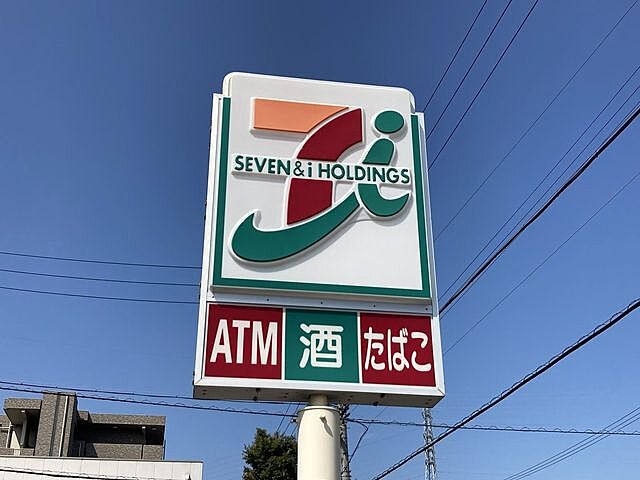 SEVEN & i HOLDINGS
ATM 酒 たばこ